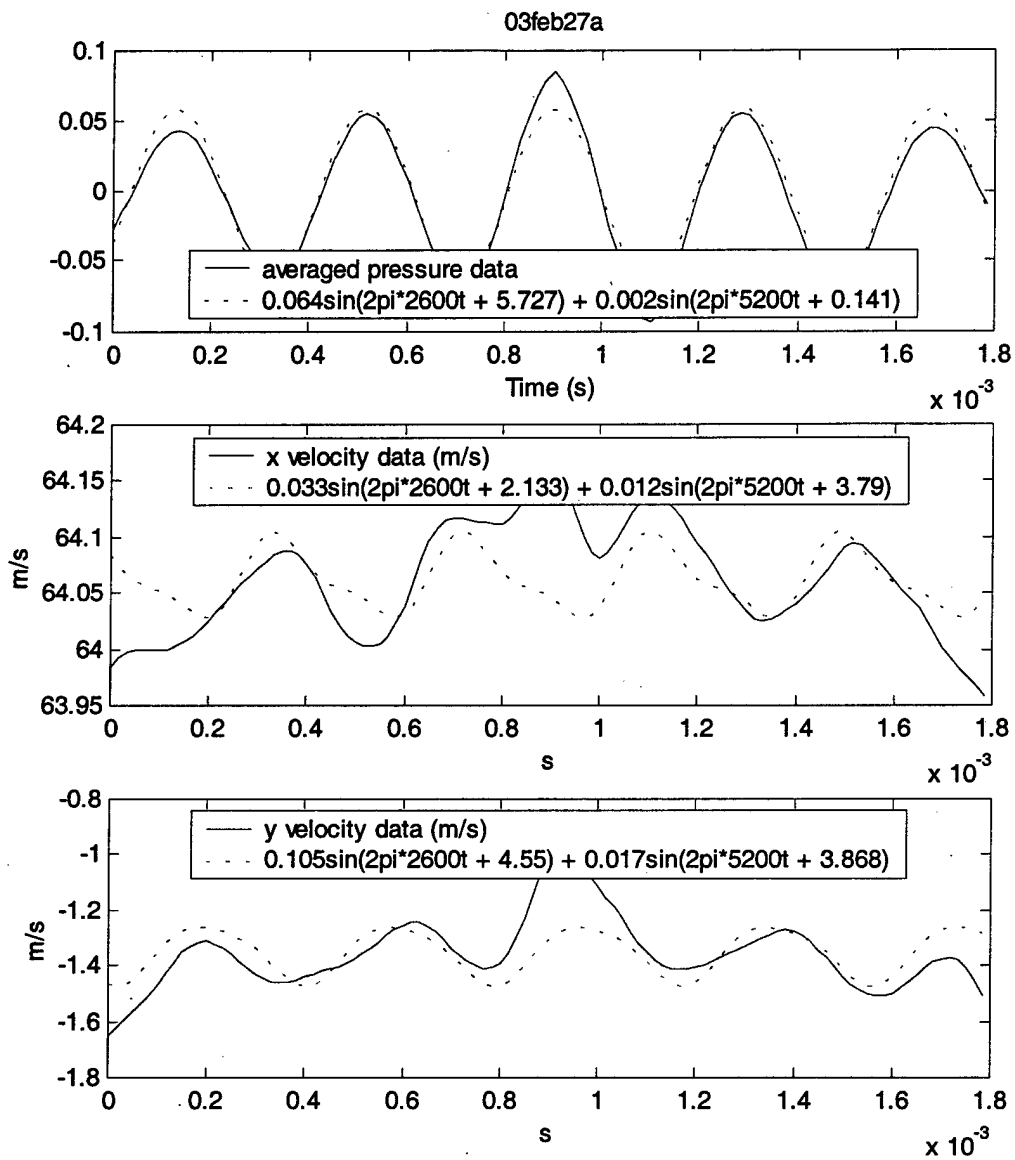 03feb27a
0.1
0.05
0
-0.05
-0.1
averaged pressure data
0.064sin(2pi*2600t + 5.727) + 0.002sin(2pi*5200t + 0.141)
0 0.2 0.4 0.6 0.8 1 1.2 1.4 1.6 1.8
Time (s)
x 10-3
64.2
64.15
64.1
64.05
64
63.95
m/s
x velocity data (m/s)
0.033sin(2pi*2600t + 2.133) + 0.012sin(2pi*5200t + 3.79)
0 0.2 0.4 0.6 0.8 1 1.2 1.4 1.6 1.8
s
x 10-3
-0.8
-1
-1.2
-1.4
-1.6
-1.8
m/s
y velocity data (m/s)
0.105sin(2pi*2600t + 4.55) + 0.017sin(2pi*5200t + 3.868)
0 0.2 0.4 0.6 0.8 1 1.2 1.4 1.6 1.8
s
x 10-3